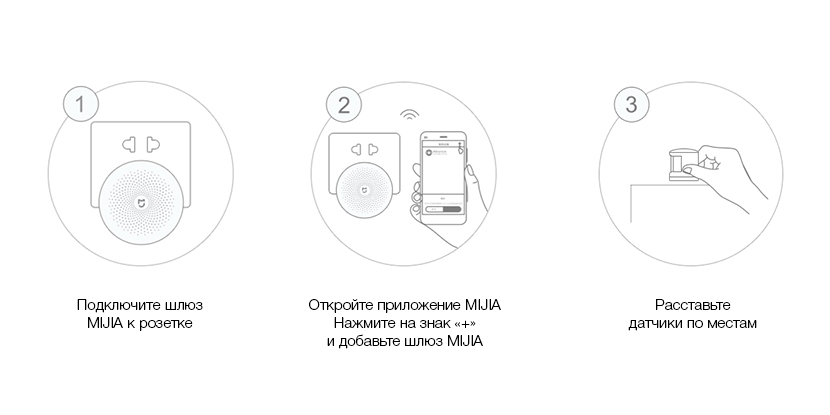 1
Подключите шлюз
MIJIA к розетке
2
Откройте приложение MIJIA
Нажмите на знак «+»
и добавьте шлюз MIJIA
3
Расставьте
датчики по местам